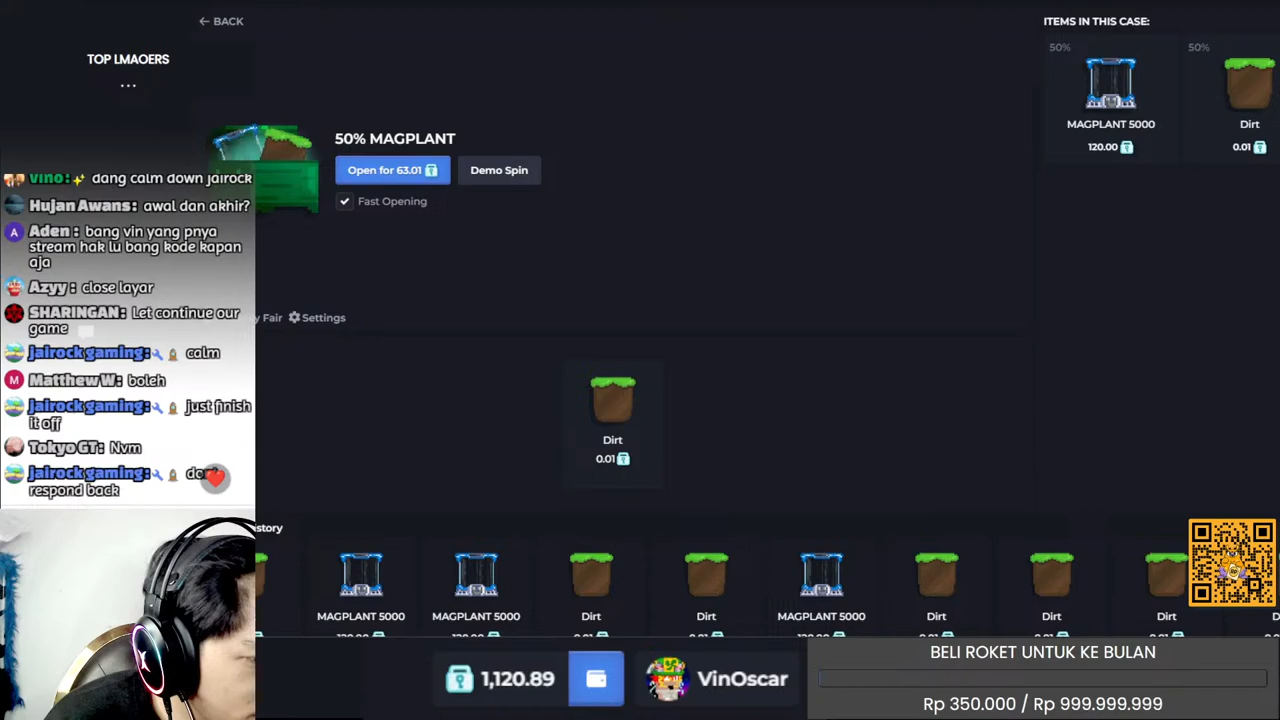 BACK
ITEMS IN THIS CASE:
TOP LMAOERS
...
50%
50%
MAGPLANT 5000
120.00
Dirt
0.01
50% MAGPLANT
Open for 63.01
Demo Spin
Fast Opening
vino: dang calm down jairock
Hujan Awans: awal dan akhir?
Aden: bang vin yang pnya
stream hak lu bang kode kapan
aja
Azyy: close layar
SHARINGAN: Let continue our
game
jairock gaming: calm
Matthew W: boleh
jairock gaming: just finish
it off
Tokyo GT: Nvm
jairock gaming:
respond back
y Fair
Settings
Dirt
0.01
istory
MAGPLANT 5000
MAGPLANT 5000
Dirt
Dirt
MAGPLANT 5000
Dirt
Dirt
Dirt
1,120.89
VinOscar
BELI ROKET UNTUK KE BULAN
Rp 350.000 / Rp 999.999.999